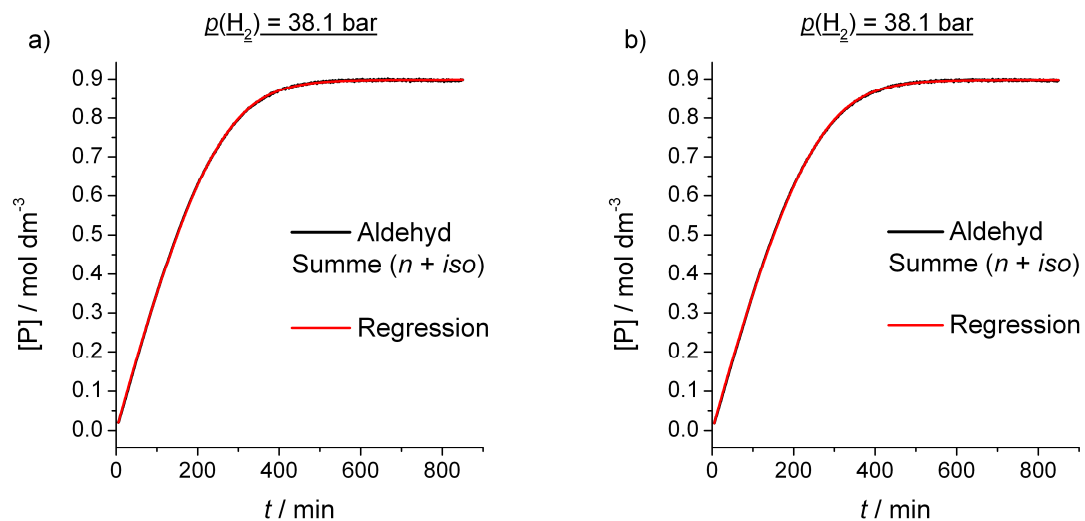 a)
p(H2) = 38.1 bar
0.9
0.8
0.7
0.6
0.5
0.4
0.3
0.2
0.1
0.0
[P] / mol dm-3
Aldehyd
Summe (n + iso)
Regression
0 200 400 600 800
t / min
b)
p(H2) = 38.1 bar
0.9
0.8
0.7
0.6
0.5
0.4
0.3
0.2
0.1
0.0
[P] / mol dm-3
Aldehyd
Summe (n + iso)
Regression
0 200 400 600 800
t / min